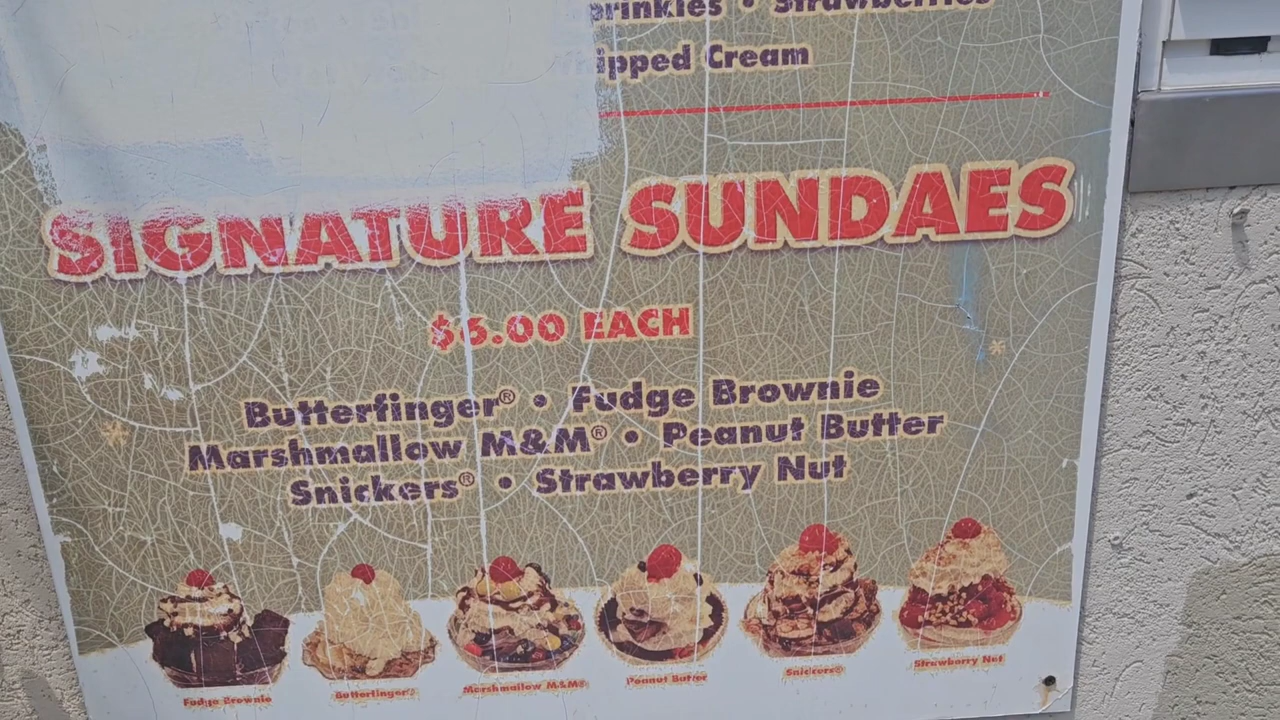 Sprinkles • Strawberries
Whipped Cream
SIGNATURE SUNDAES
$6.00 EACH
Butterfinger® • Fudge Brownie
Marshmallow M&M® • Peanut Butter
Snickers® • Strawberry Nut
Fudge Brownie
Butterfinger®
Marshmallow M&M®
Peanut Butter
Snickers®
Strawberry Nut